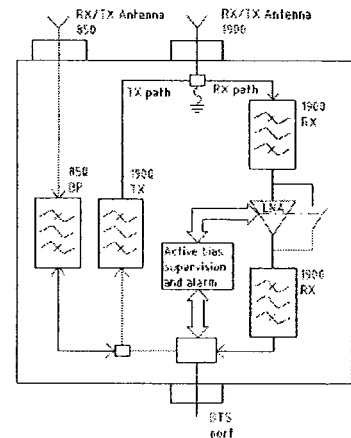 RX/TX Antenna
850
RX/TX Antenna
1900
TX path
RX path
1900
RX
850
BP
1900
TX
LNA
Active bias
supervision
and alarm
1900
RX
BTS
port